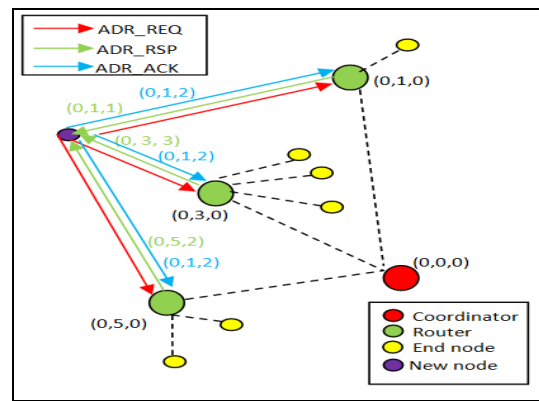 ADR_REQ
ADR_RSP
ADR_ACK
(0,1,0)
(0,1,2)
(0,1,1)
(0, 3, 3)
(0,1,2)
(0,3,0)
(0,5,2)
(0,1,2)
(0,0,0)
(0,5,0)
Coordinator
Router
End node
New node